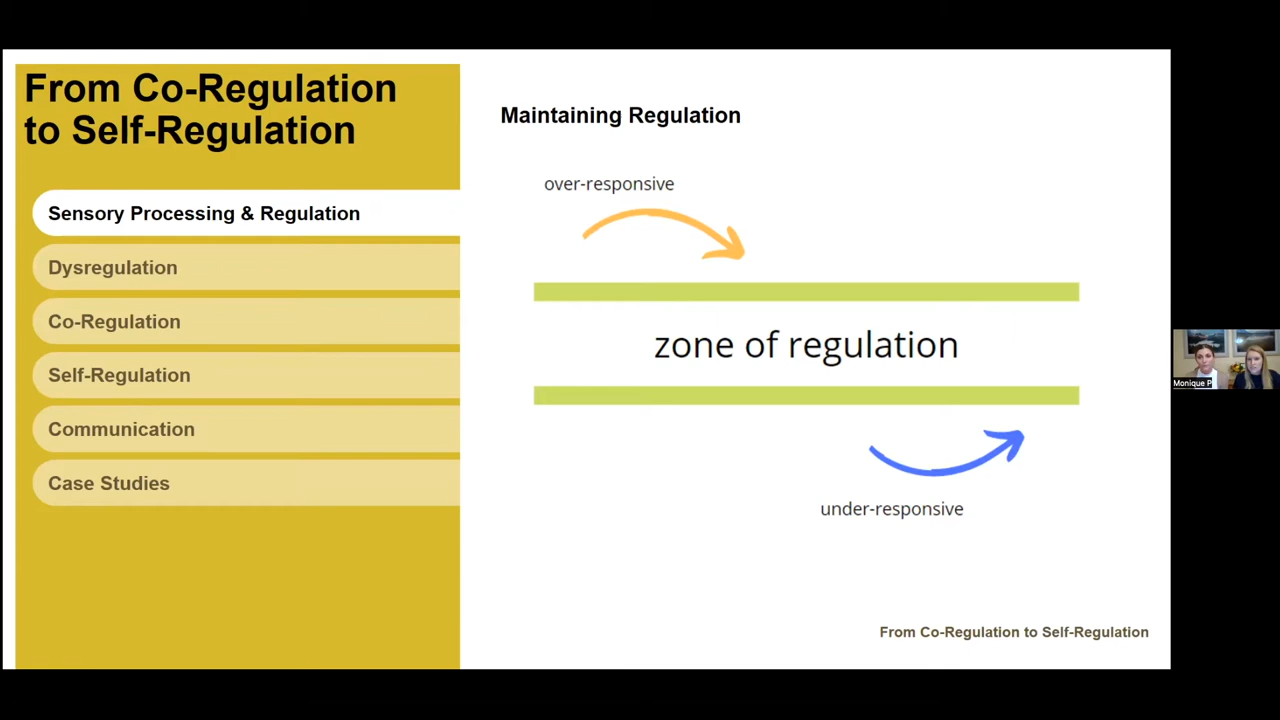 From Co-Regulation
to Self-Regulation
Sensory Processing & Regulation
Dysregulation
Co-Regulation
Self-Regulation
Communication
Case Studies
Maintaining Regulation
over-responsive
zone of regulation
under-responsive
From Co-Regulation to Self-Regulation
Monique P